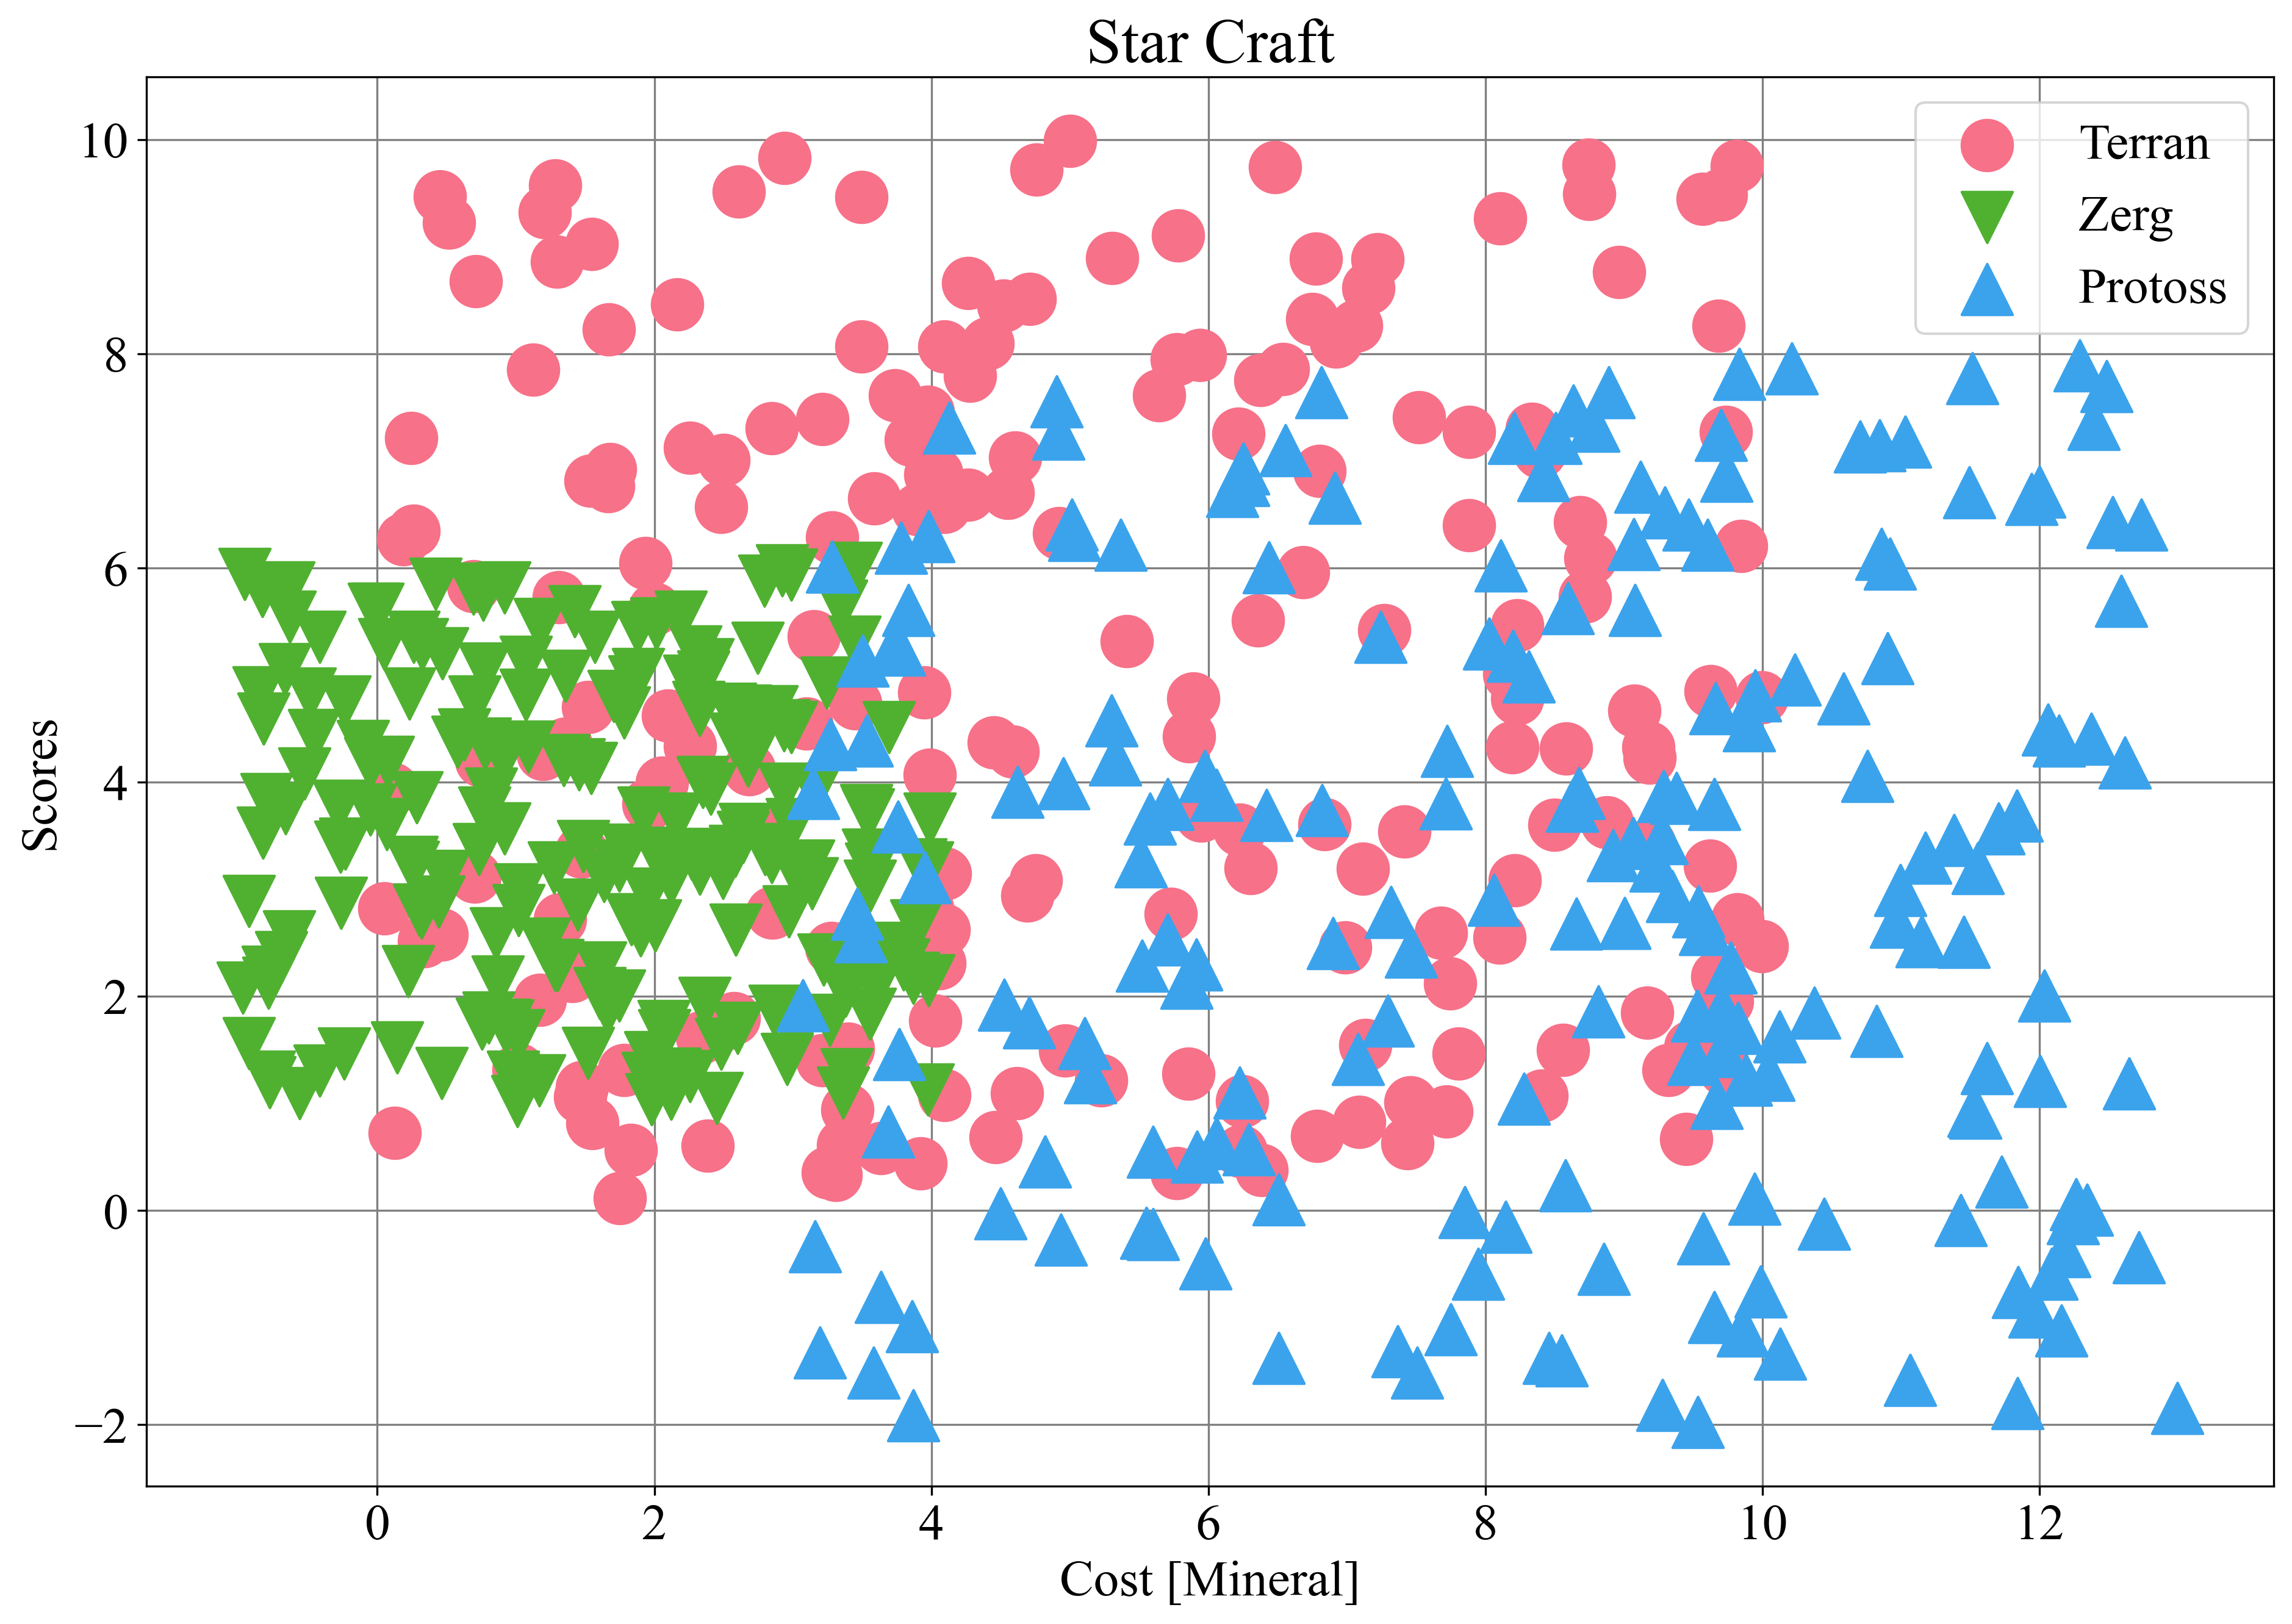 Star Craft
Terran
Zerg
Protoss
10
8
6
4
2
0
−2
Scores
0 2 4 6 8 10 12
Cost [Mineral]